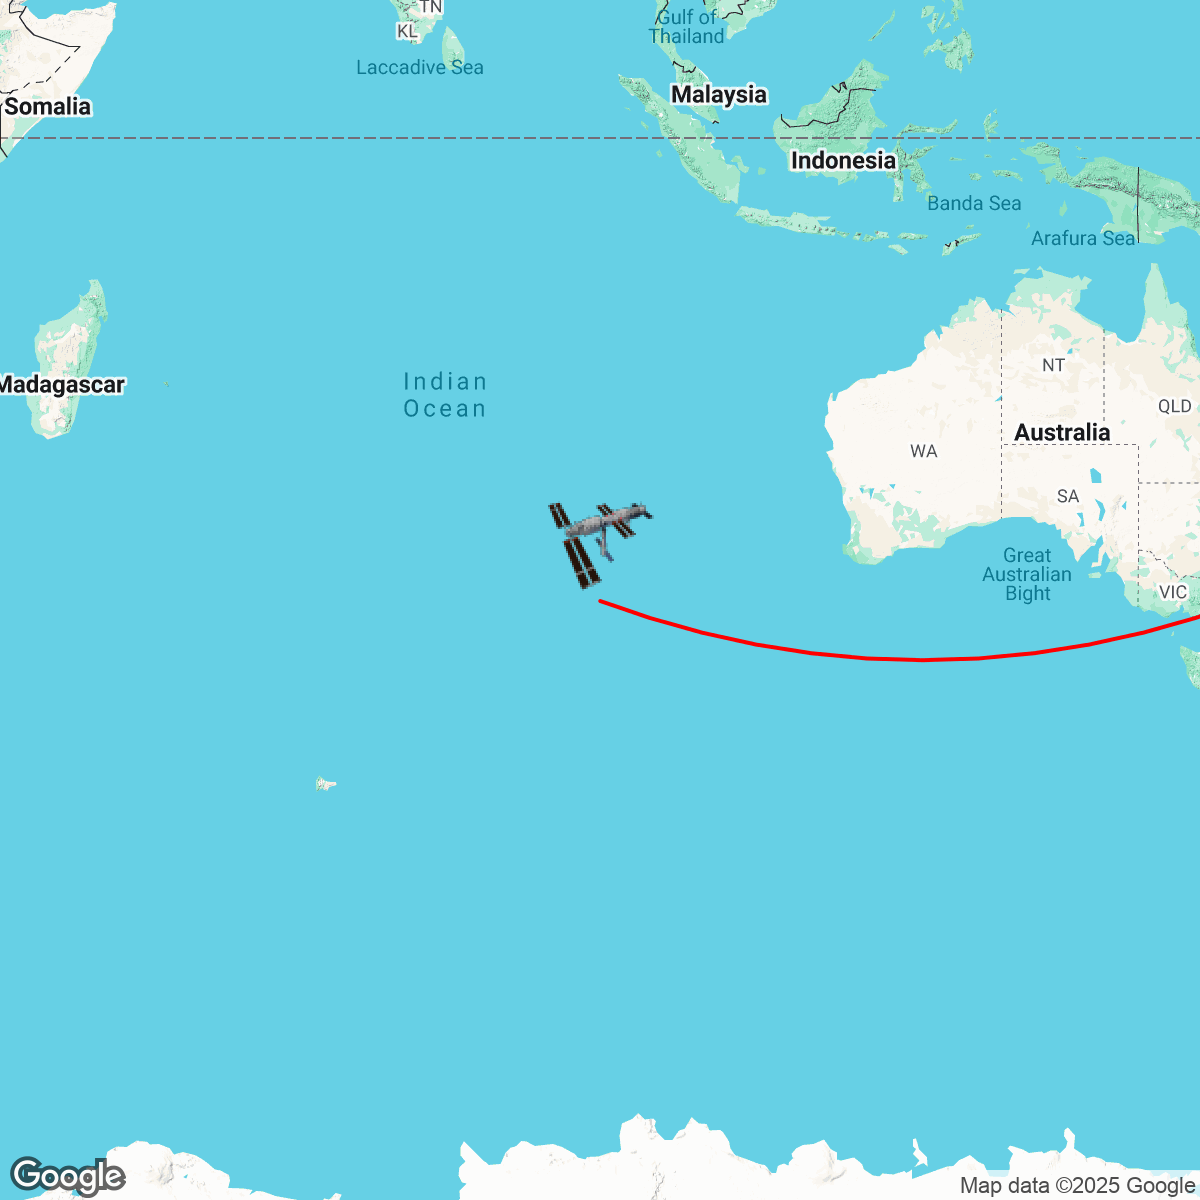 TN
KL
Gulf of
Thailand
Laccadive Sea
Somalia
Malaysia
Indonesia
Banda Sea
Arafura Sea
Madagascar
Indian
Ocean
NT
QLD
Australia
WA
SA
Great
Australian
Bight
VIC
Google
Map data ©2025 Google